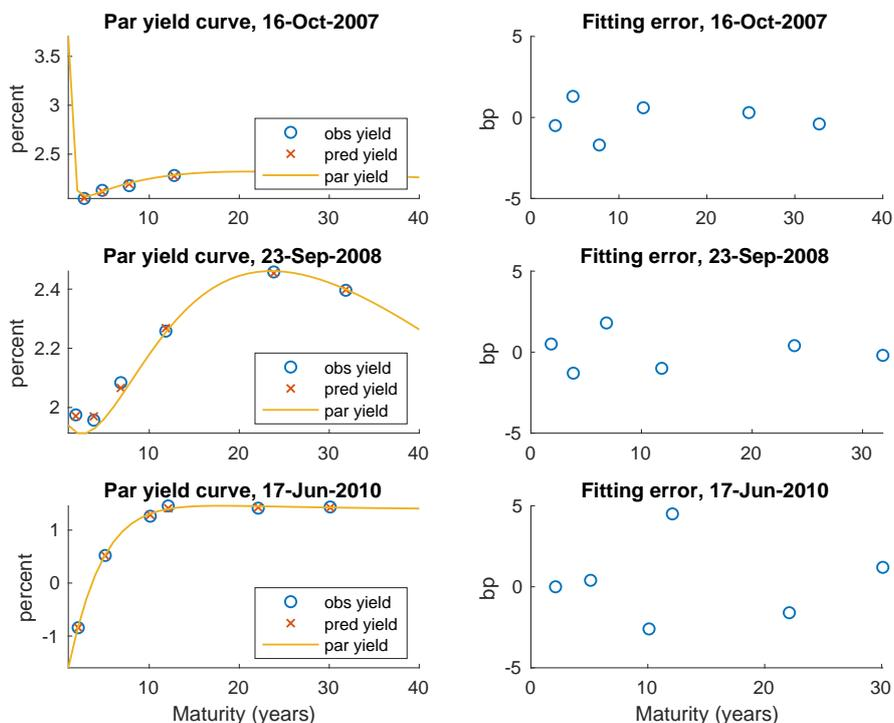 Par yield curve, 16-Oct-2007
percent
3.5
3
2.5
10 20 30 40
obs yield
pred yield
par yield
Fitting error, 16-Oct-2007
bp
5
0
-5
0 10 20 30 40
Par yield curve, 23-Sep-2008
percent
2.4
2.2
2
10 20 30 40
obs yield
pred yield
par yield
Fitting error, 23-Sep-2008
bp
5
0
-5
0 10 20 30
Par yield curve, 17-Jun-2010
percent
1
0
-1
10 20 30 40
Maturity (years)
obs yield
pred yield
par yield
Fitting error, 17-Jun-2010
bp
5
0
-5
0 10 20 30
Maturity (years)